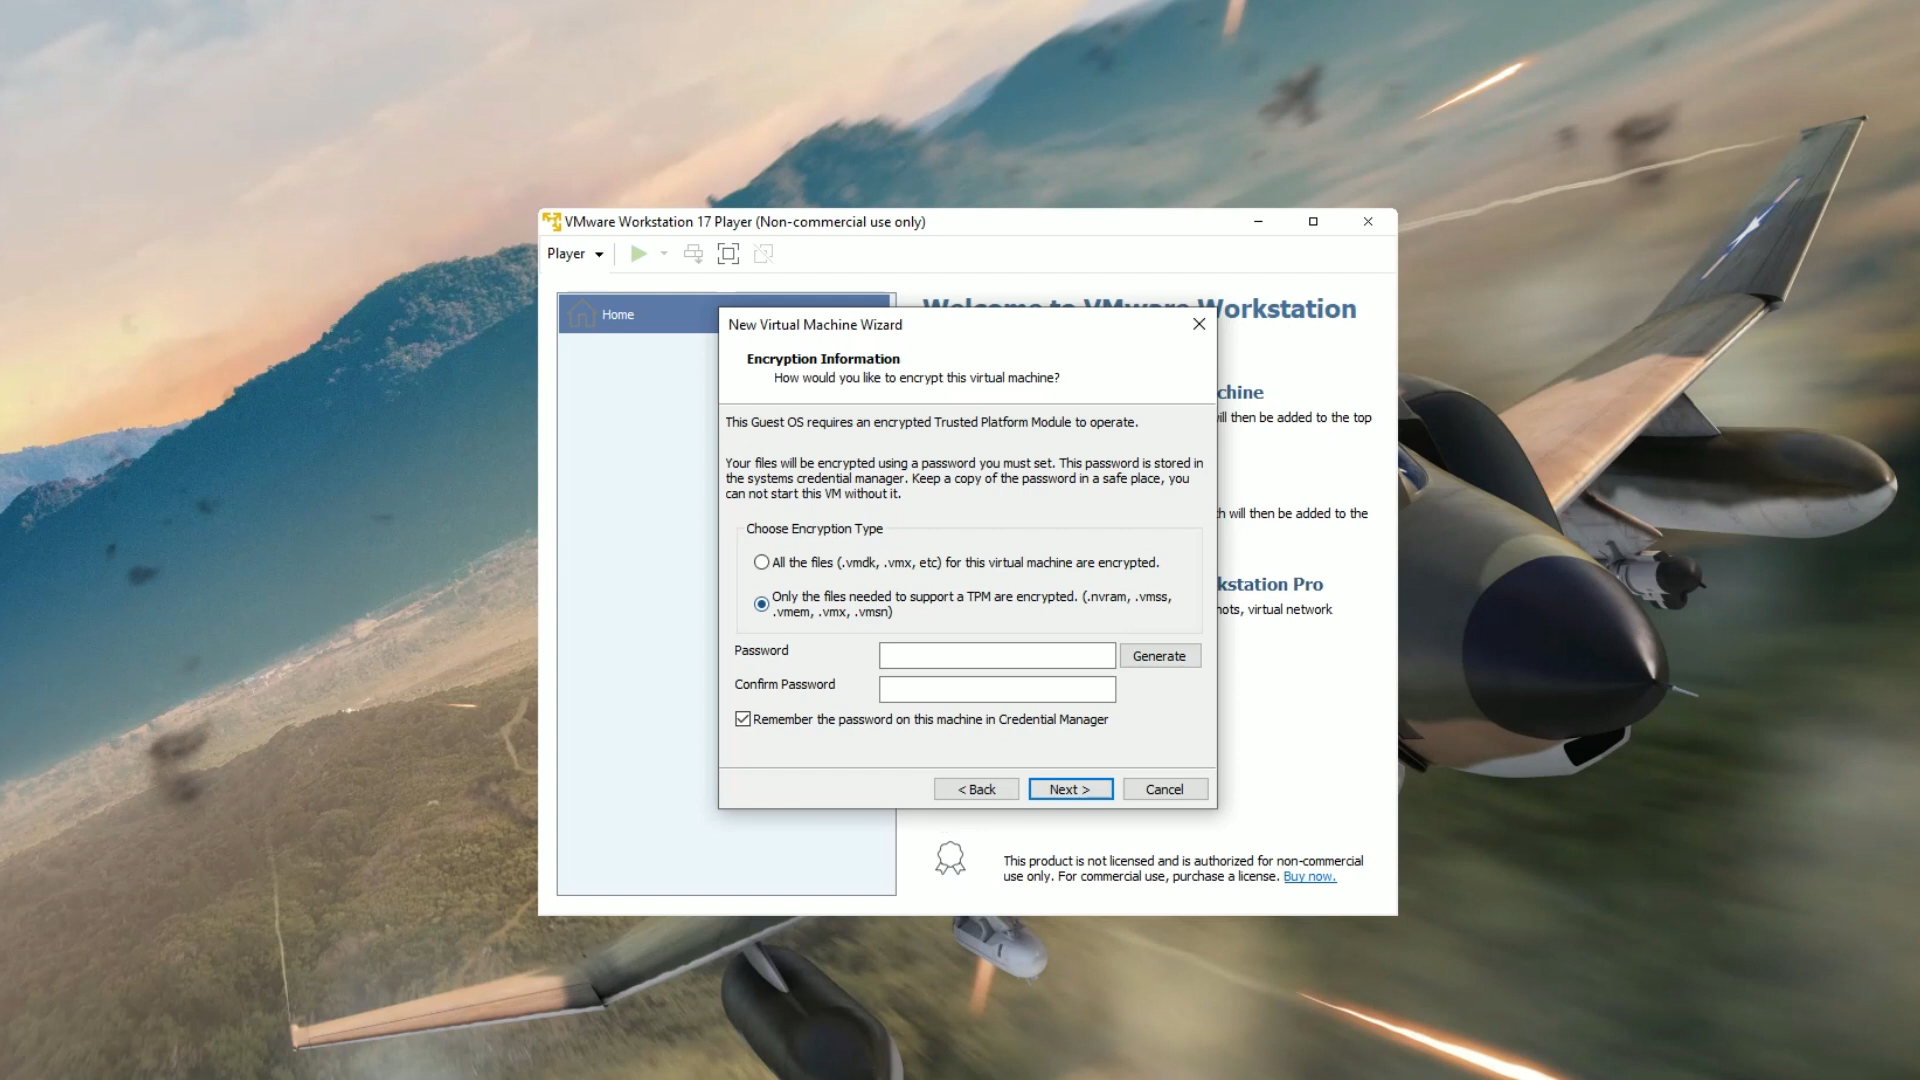 VMware Workstation 17 Player (Non-commercial use only)
Player
Home
Welcome to VMware Workstation
New Virtual Machine Wizard
Encryption Information
How would you like to encrypt this virtual machine?
This Guest OS requires an encrypted Trusted Platform Module to operate.
Your files will be encrypted using a password you must set. This password is stored in
the systems credential manager. Keep a copy of the password in a safe place, you
can not start this VM without it.
Choose Encryption Type
All the files (.vmdk, .vmx, etc) for this virtual machine are encrypted.
Only the files needed to support a TPM are encrypted. (.nvram, .vmss,
.vmem, .vmx, .vmsn)
Password
Generate
Confirm Password
Remember the password on this machine in Credential Manager
< Back
Next >
Cancel
will then be added to the top
will then be added to the
kstation Pro
virtual network
This product is not licensed and is authorized for non-commercial
use only. For commercial use, purchase a license. Buy now.